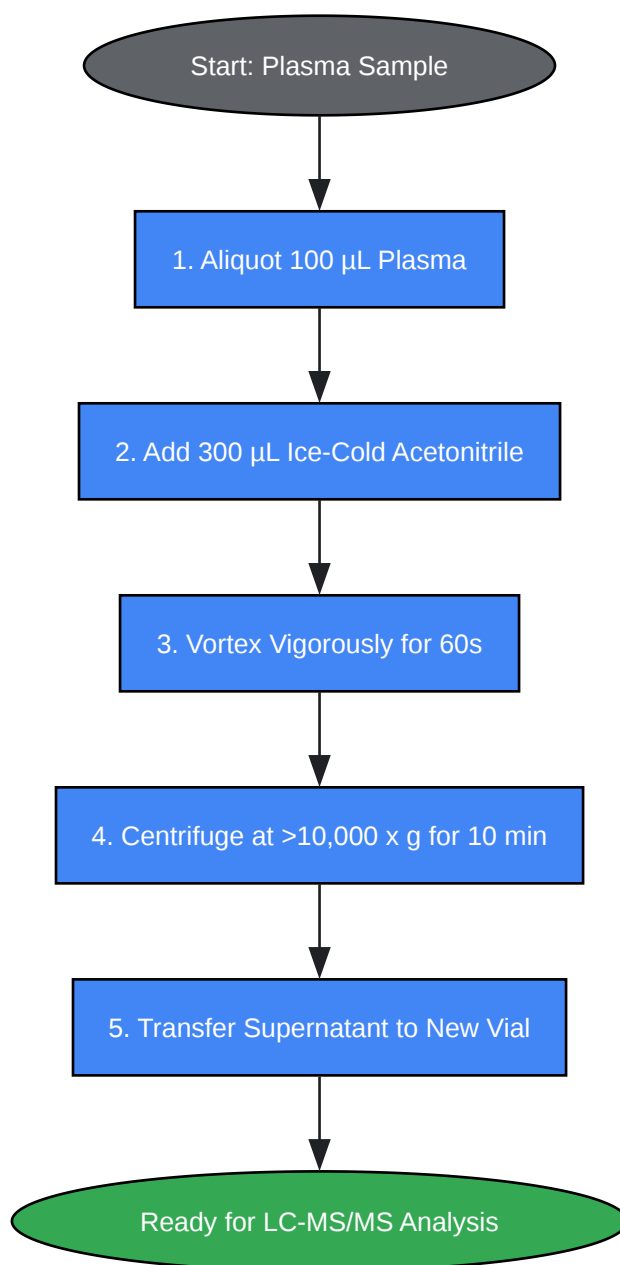 Start: Plasma Sample
1. Aliquot 100 µL Plasma
2. Add 300 µL Ice-Cold Acetonitrile
3. Vortex Vigorously for 60s
4. Centrifuge at >10,000 x g for 10 min
5. Transfer Supernatant to New Vial
Ready for LC-MS/MS Analysis